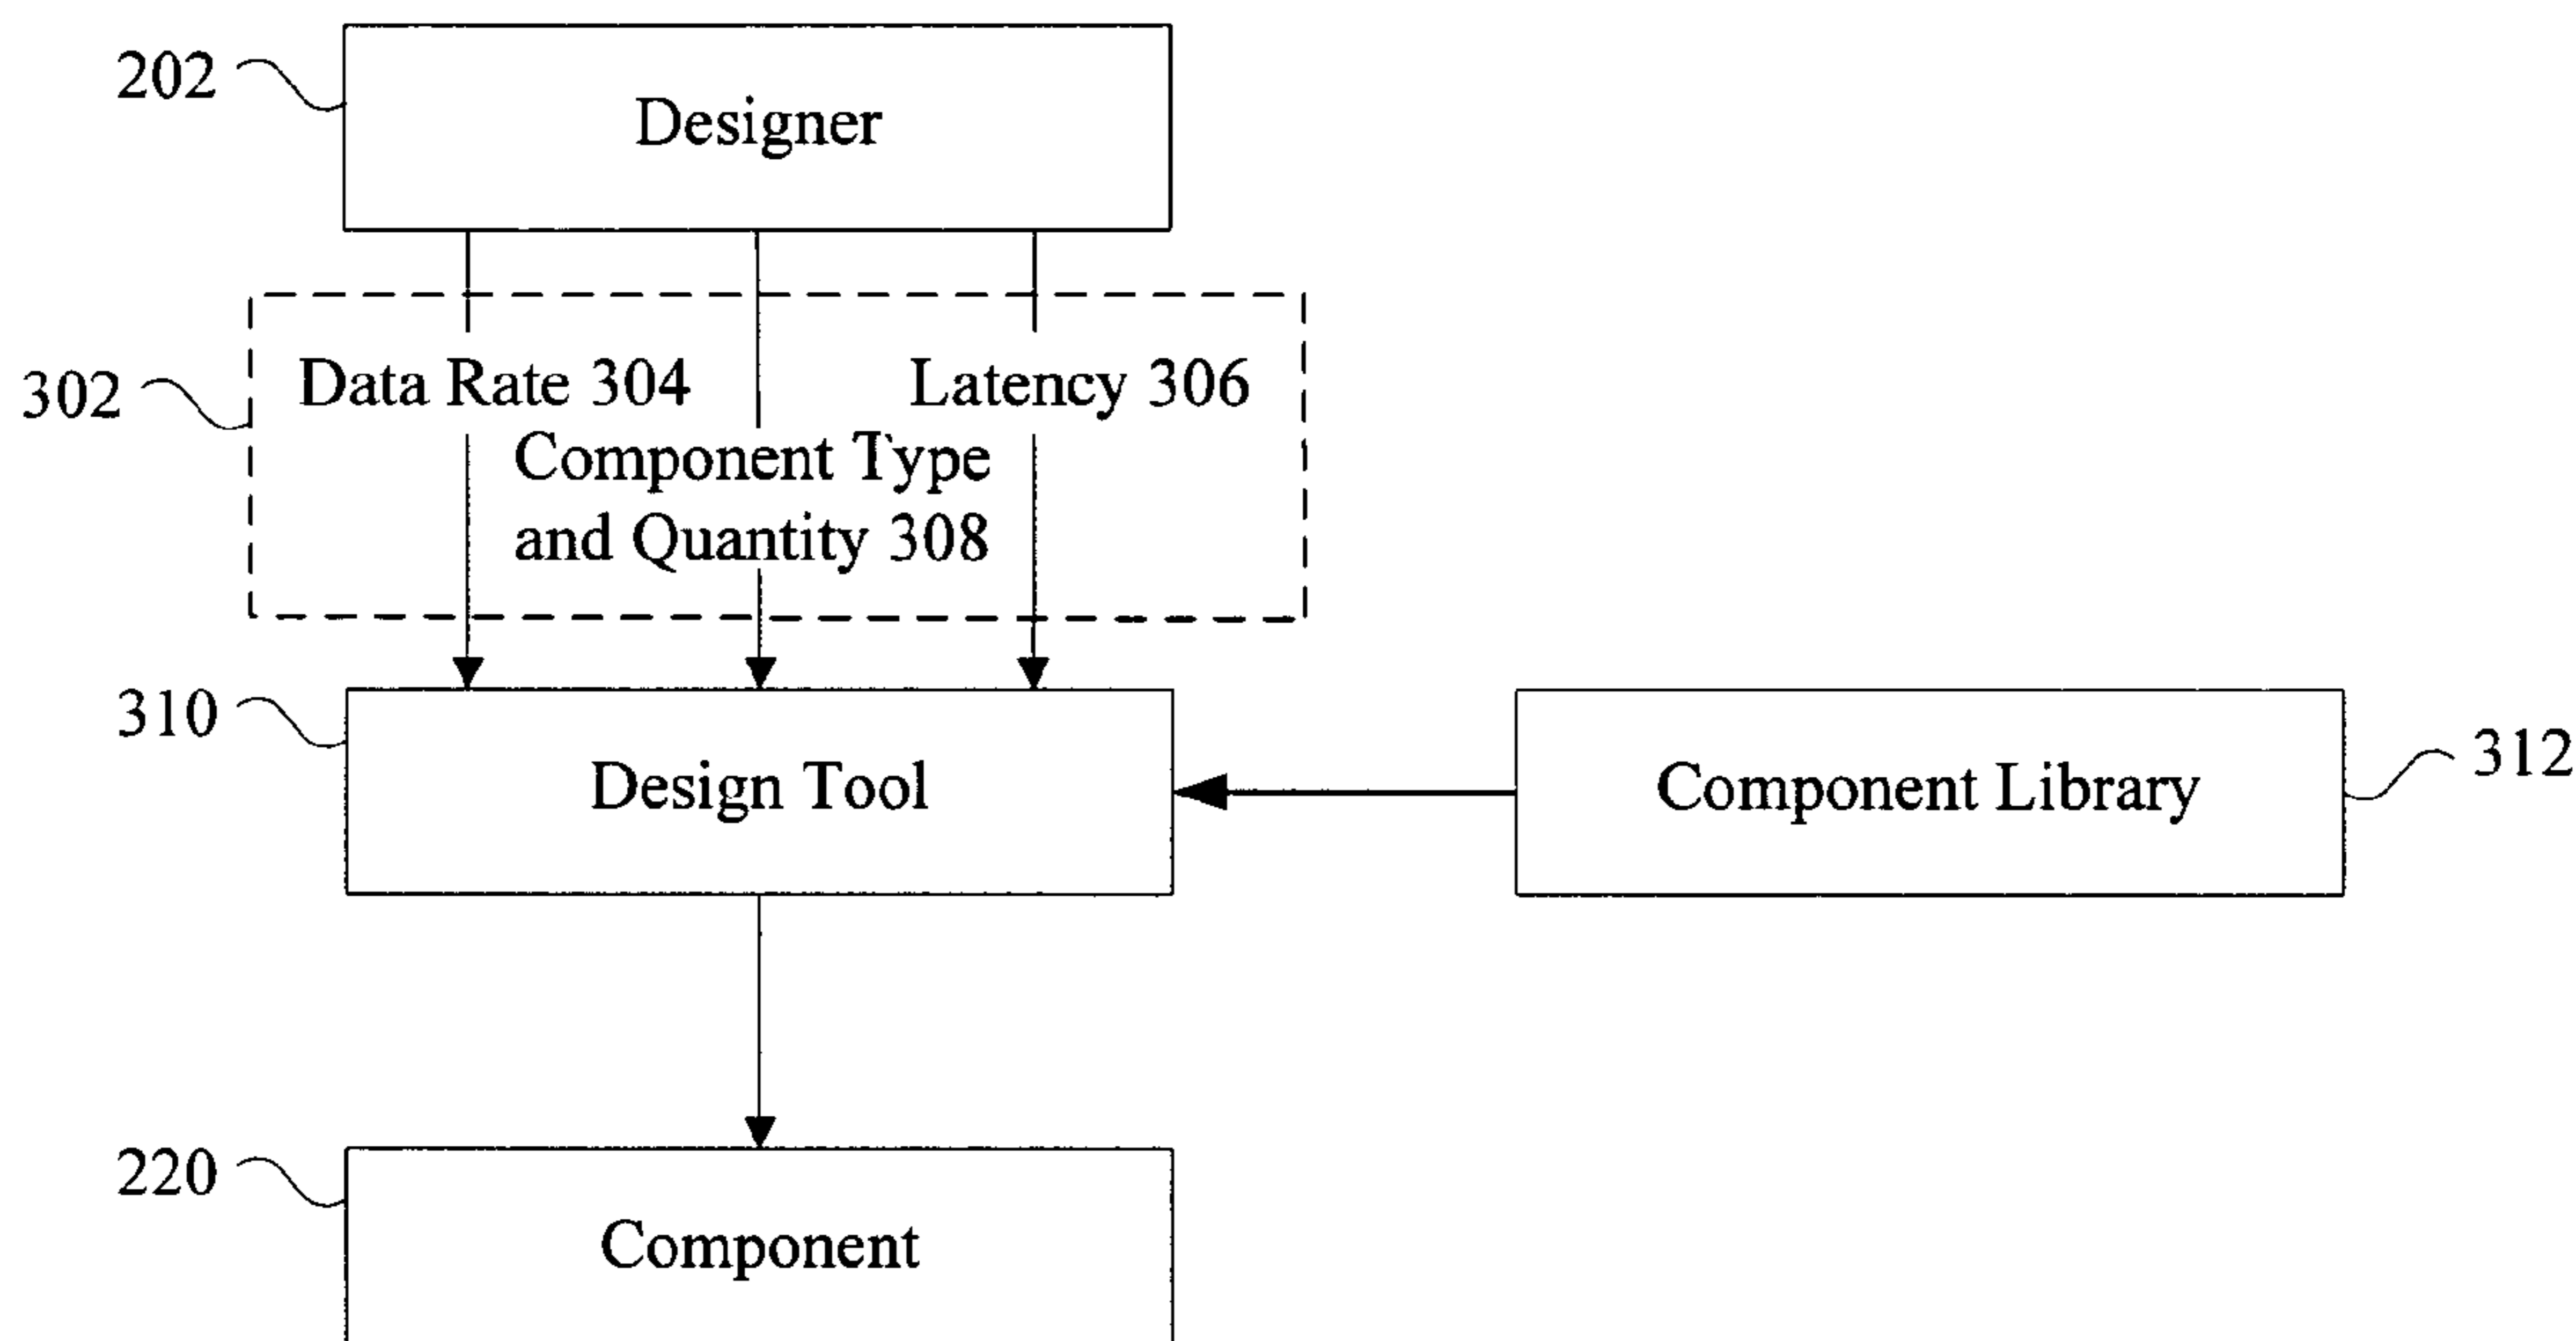 202
Designer
302
Data Rate 304
Latency 306
Component Type
and Quantity 308
310
Design Tool
Component Library
312
220
Component